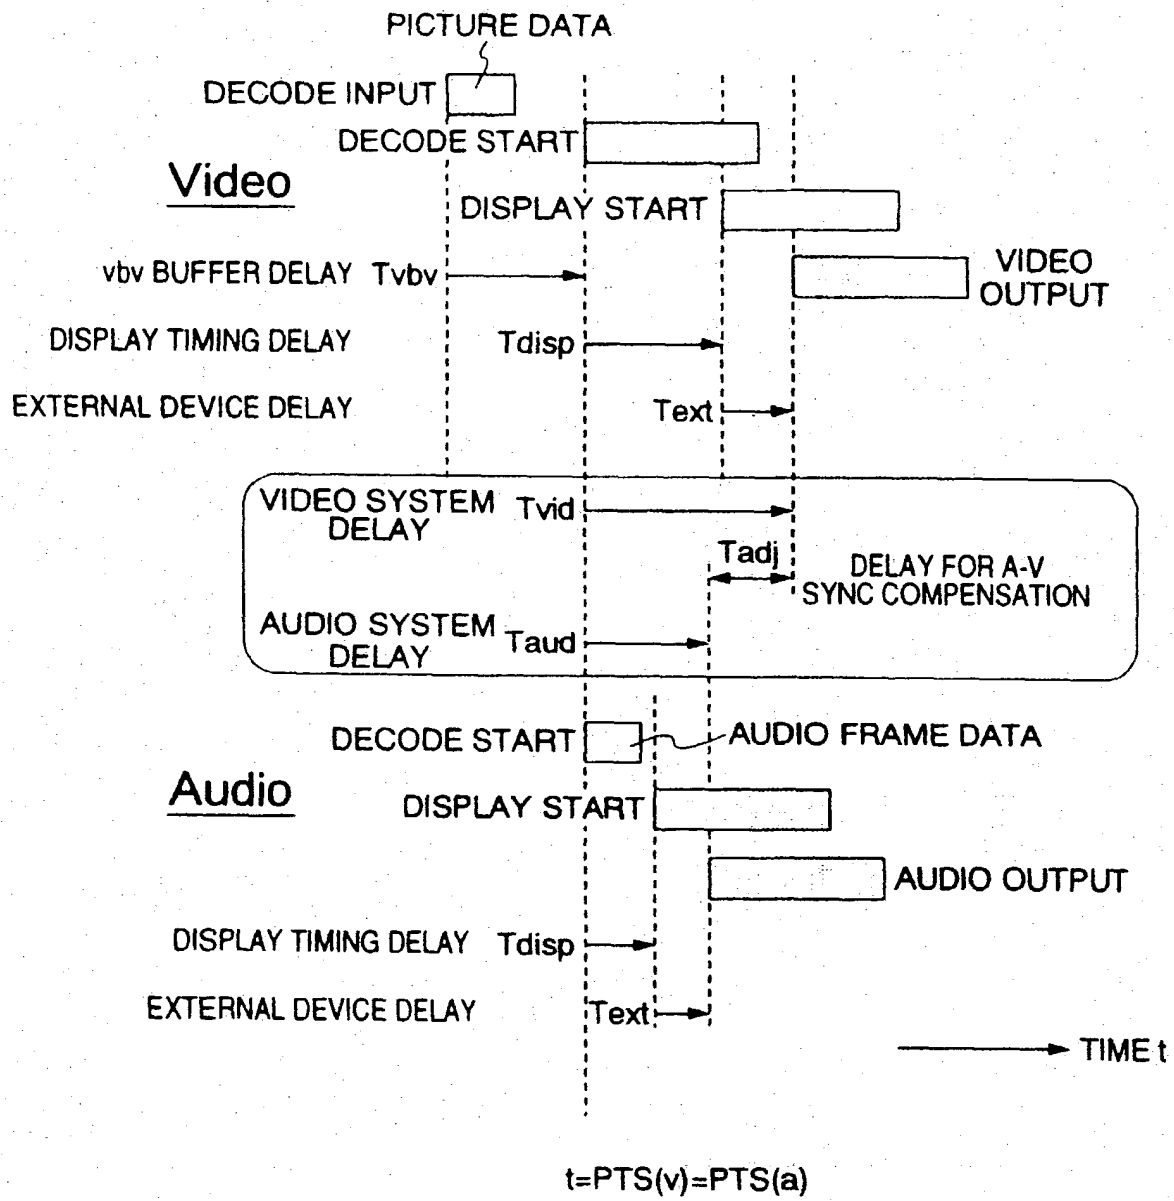 PICTURE DATA
DECODE INPUT
DECODE START
Video
DISPLAY START
vbv BUFFER DELAY Tvbv
VIDEO
OUTPUT
DISPLAY TIMING DELAY Tdisp
EXTERNAL DEVICE DELAY Text
VIDEO SYSTEM
DELAY
Tvid
Tadj
DELAY FOR A-V
SYNC COMPENSATION
AUDIO SYSTEM
DELAY
Taud
DECODE START
AUDIO FRAME DATA
Audio
DISPLAY START
AUDIO OUTPUT
DISPLAY TIMING DELAY Tdisp
EXTERNAL DEVICE DELAY Text
TIME t
t=PTS(v)=PTS(a)